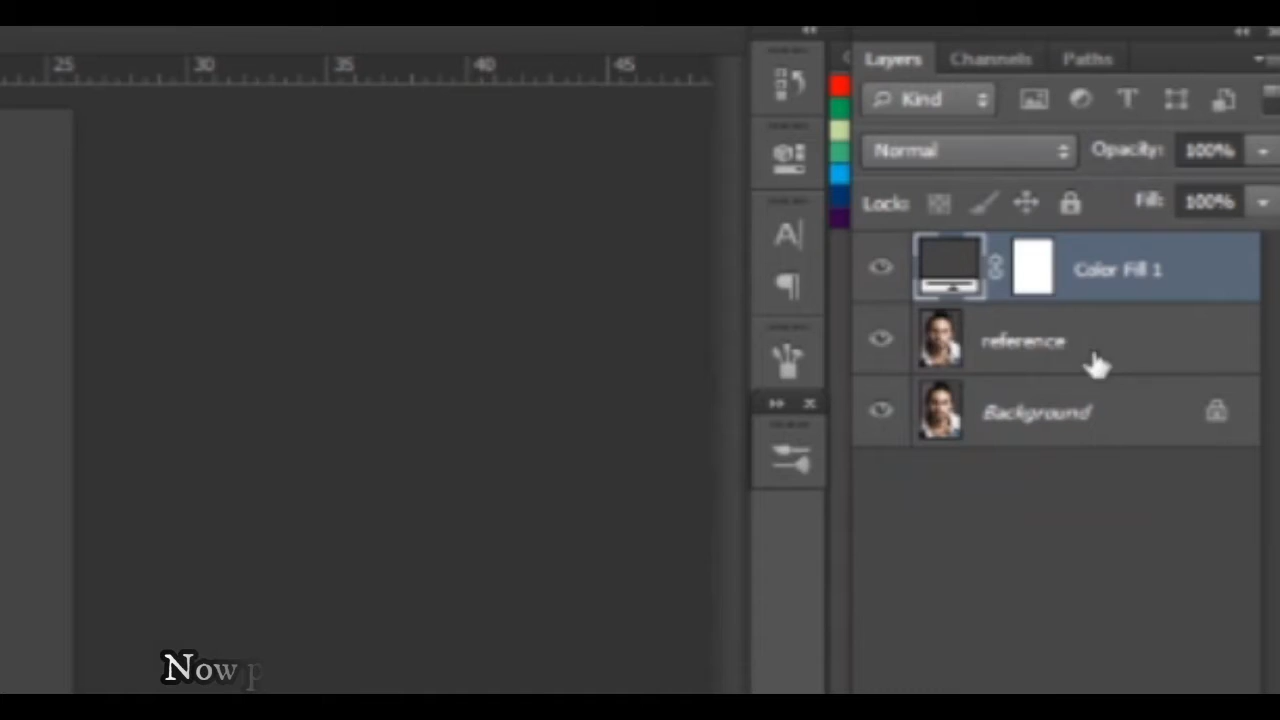 25 30 35 40 45
Layers Channels Paths
Kind
Normal Opacity: 100%
Lock: Fill: 100%
Color Fill 1
reference
Background
Now p